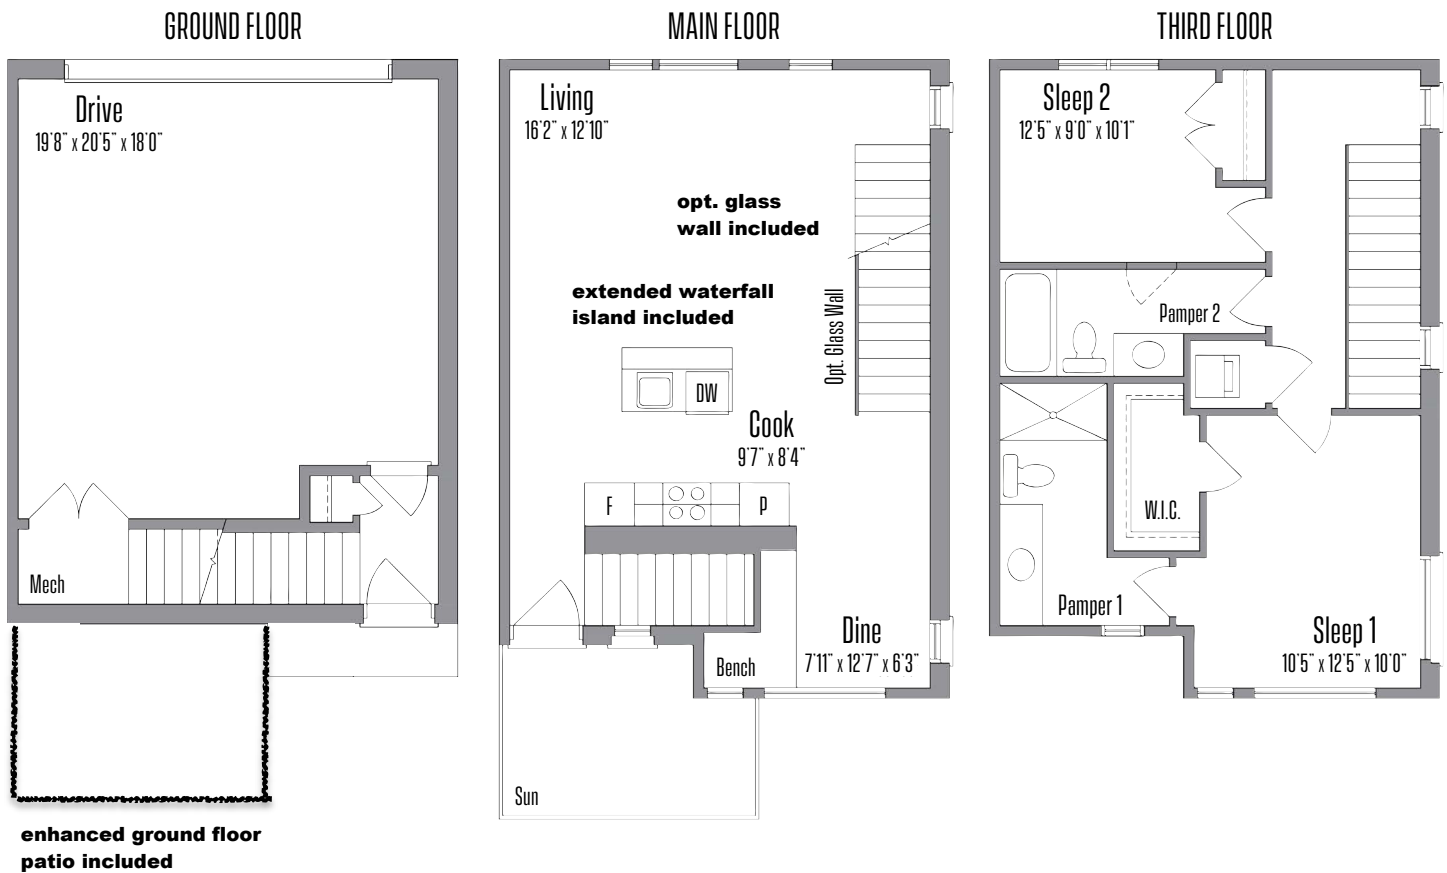 GROUND FLOOR
Drive
19'8" x 20'5" x 18'0"
Mech
enhanced ground floor
patio included
MAIN FLOOR
Living
16'2" x 12'10"
opt. glass
wall included
extended waterfall
island included
Opt. Glass Wall
DW
Cook
9'7" x 8'4"
F
P
Dine
7'11" x 12'7" x 6'3"
Bench
Sun
THIRD FLOOR
Sleep 2
12'5" x 9'0" x 10'1"
Pamper 2
W.I.C.
Pamper 1
Sleep 1
10'5" x 12'5" x 10'0"